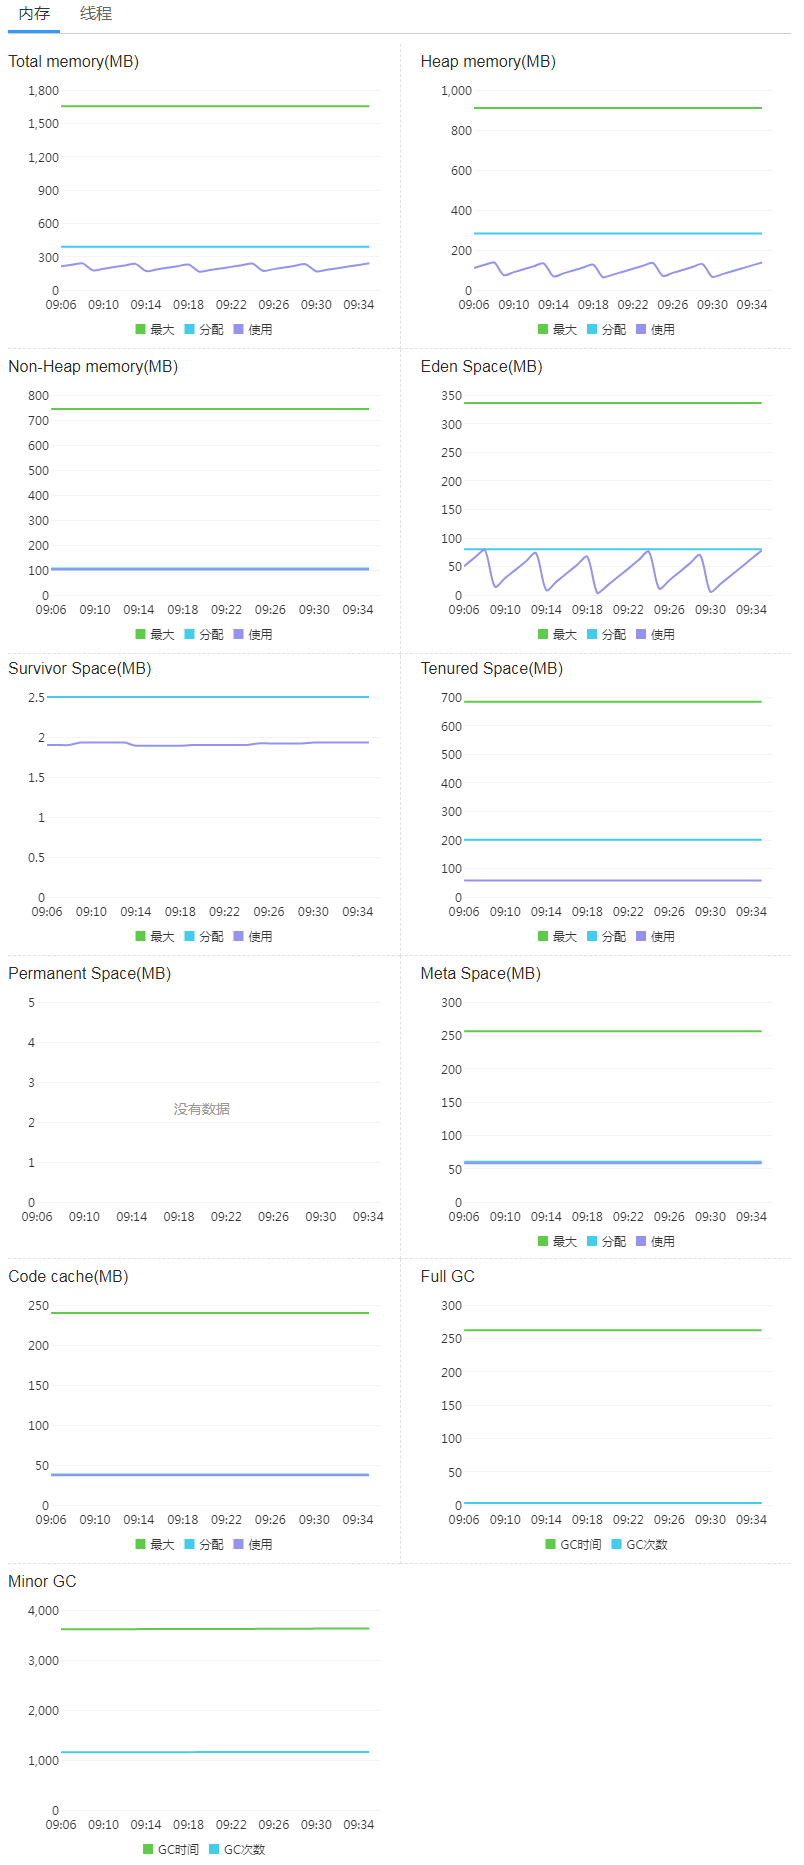 内存 线程
Total memory(MB)
1,800
1,500
1,200
900
600
300
0
09:06 09:10 09:14 09:18 09:22 09:26 09:30 09:34
最大 分配 使用
Heap memory(MB)
1,000
800
600
400
200
0
09:06 09:10 09:14 09:18 09:22 09:26 09:30 09:34
最大 分配 使用
Non-Heap memory(MB)
800
700
600
500
400
300
200
100
0
09:06 09:10 09:14 09:18 09:22 09:26 09:30 09:34
最大 分配 使用
Eden Space(MB)
350
300
250
200
150
100
50
0
09:06 09:10 09:14 09:18 09:22 09:26 09:30 09:34
最大 分配 使用
Survivor Space(MB)
2.5
2
1.5
1
0.5
0
09:06 09:10 09:14 09:18 09:22 09:26 09:30 09:34
最大 分配 使用
Tenured Space(MB)
700
600
500
400
300
200
100
0
09:06 09:10 09:14 09:18 09:22 09:26 09:30 09:34
最大 分配 使用
Permanent Space(MB)
5
4
3
没有数据
2
1
0
09:06 09:10 09:14 09:18 09:22 09:26 09:30 09:34
Meta Space(MB)
300
250
200
150
100
50
0
09:06 09:10 09:14 09:18 09:22 09:26 09:30 09:34
最大 分配 使用
Code cache(MB)
250
200
150
100
50
0
09:06 09:10 09:14 09:18 09:22 09:26 09:30 09:34
最大 分配 使用
Full GC
300
250
200
150
100
50
0
09:06 09:10 09:14 09:18 09:22 09:26 09:30 09:34
GC时间 GC次数
Minor GC
4,000
3,000
2,000
1,000
0
09:06 09:10 09:14 09:18 09:22 09:26 09:30 09:34
GC时间 GC次数